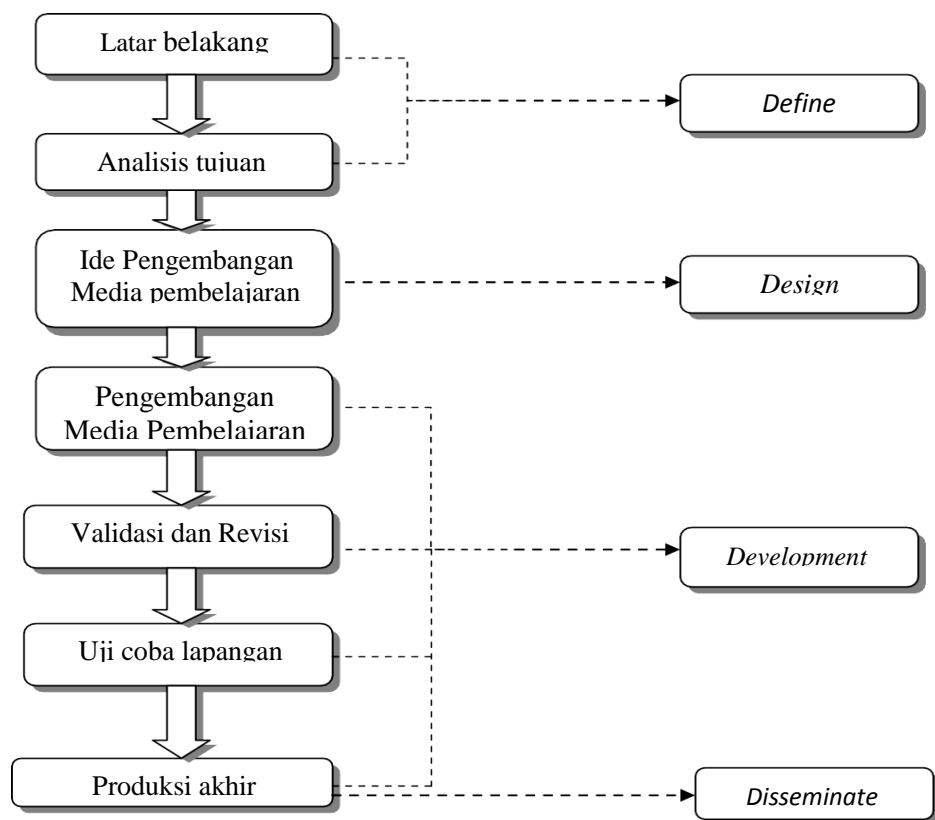 Latar belakang
Define
Analisis tujuan
Ide Pengembangan
Media pembelajaran
Design
Pengembangan
Media Pembelajaran
Validasi dan Revisi
Development
Uji coba lapangan
Produksi akhir
Disseminate